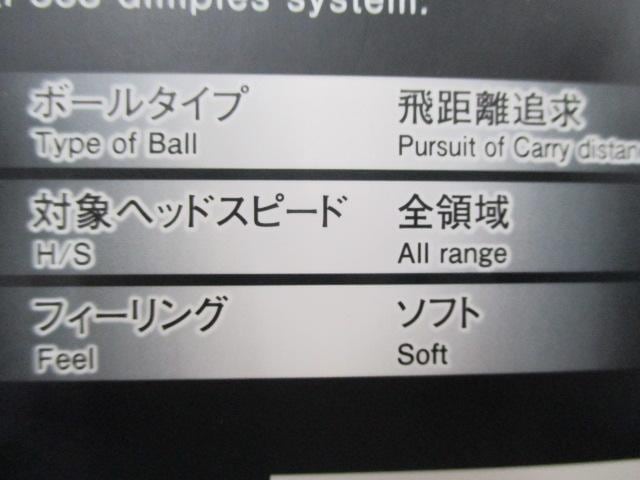 dimples system.
ボールタイプ 飛距離追求
Type of Ball Pursuit of Carry
対象ヘッドスピード 全領域
H/S All range
フィーリング ソフト
Feel Soft